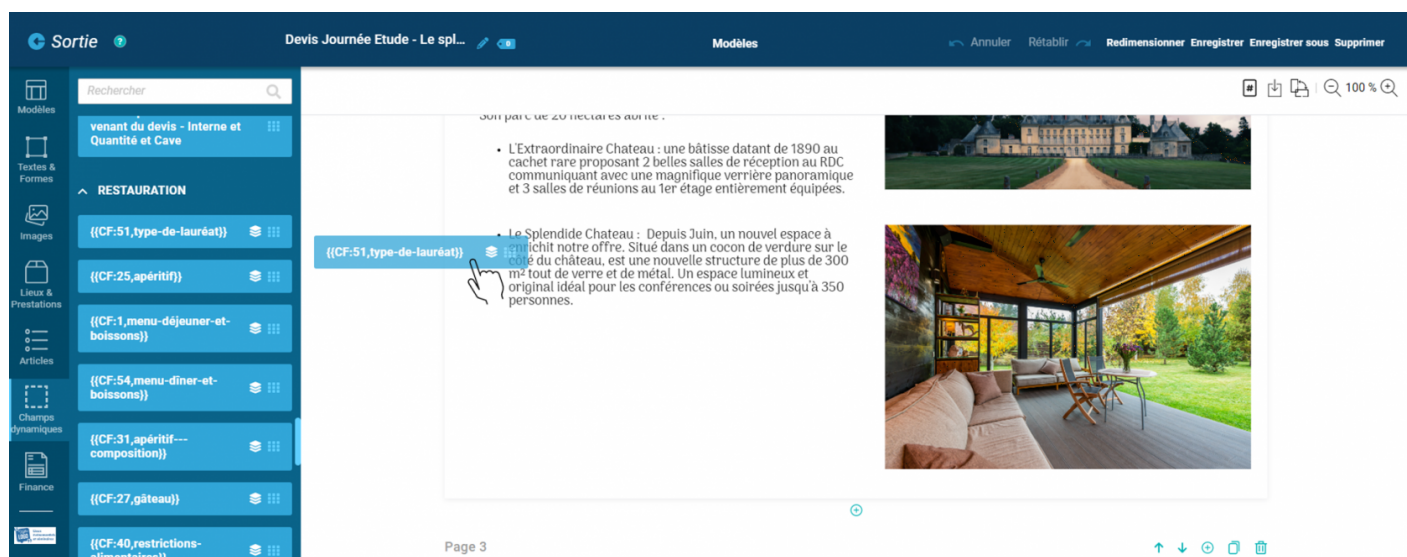 Sortie ?
Devis Journée Etude - Le spl...
0
Modèles
Annuler
Rétablir
Redimensionner Enregistrer Enregistrer sous Supprimer
Modèles
Textes &
Formes
Images
Lieux &
Prestations
Articles
Champs
dynamiques
Finance
Rechercher
venant du devis - Interne et
Quantité et Cave
RESTAURATION
{{CF:51,type-de-lauréat}}
{{CF:25,apéritif}}
{{CF:1,menu-déjeuner-et-
boissons}}
{{CF:54,menu-dîner-et-
boissons}}
{{CF:31,apéritif---
composition}}
{{CF:27,gâteau}}
{{CF:40,restrictions-
alimentaires}}
#
100 %
Son parc de 20 hectares abrite :
• L'Extraordinaire Chateau : une bâtisse datant de 1890 au
cachet rare proposant 2 belles salles de réception au RDC
communiquant avec une magnifique verrière panoramique
et 3 salles de réunions au 1er étage entièrement équipées.
{{CF:51,type-de-lauréat}}
• Le Splendide Chateau : Depuis Juin, un nouvel espace à
enrichit notre offre. Situé dans un cocon de verdure sur le
côté du château, est une nouvelle structure de plus de 300
m² tout de verre et de métal. Un espace lumineux et
original idéal pour les conférences ou soirées jusqu'à 350
personnes.
Page 3